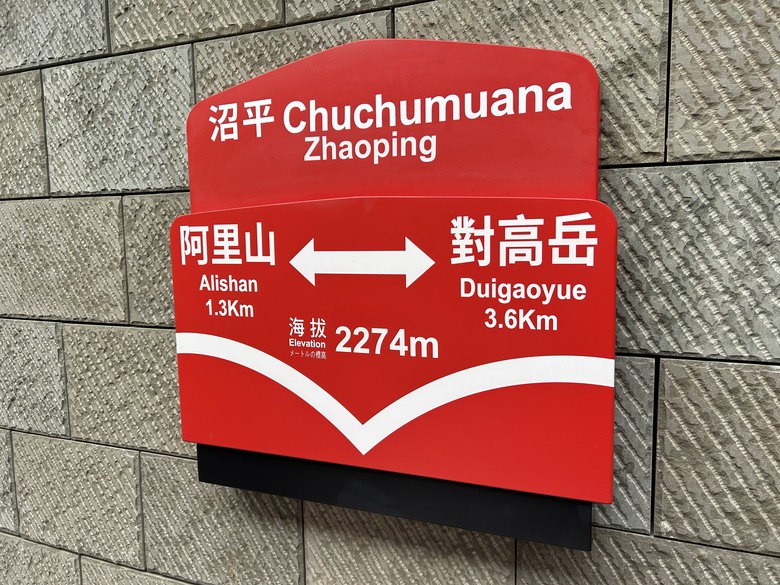 沼平 Chuchumuana
Zhaoping
阿里山
Alishan
1.3Km
對高岳
Duigaoyue
3.6Km
海拔 2274m
Elevation
メートルの標高